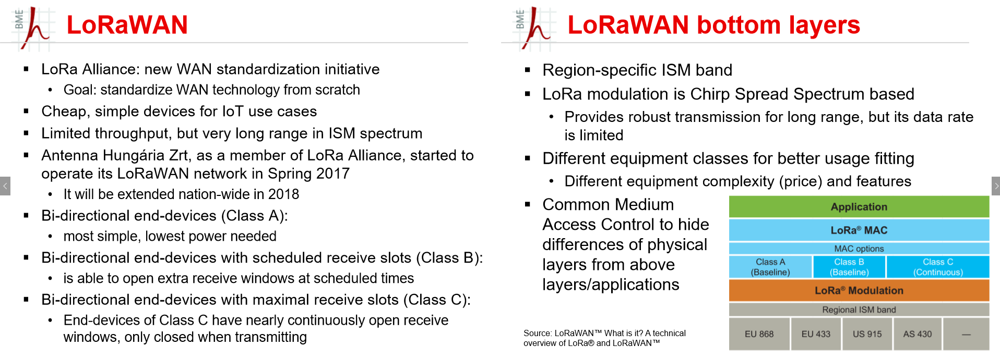 BME
LoRaWAN
LoRa Alliance: new WAN standardization initiative
Goal: standardize WAN technology from scratch
Cheap, simple devices for IoT use cases
Limited throughput, but very long range in ISM spectrum
Antenna Hungária Zrt, as a member of LoRa Alliance, started to
operate its LoRaWAN network in Spring 2017
It will be extended nation-wide in 2018
Bi-directional end-devices (Class A):
most simple, lowest power needed
Bi-directional end-devices with scheduled receive slots (Class B):
is able to open extra receive windows at scheduled times
Bi-directional end-devices with maximal receive slots (Class C):
End-devices of Class C have nearly continuously open receive
windows, only closed when transmitting
BME
LoRaWAN bottom layers
Region-specific ISM band
LoRa modulation is Chirp Spread Spectrum based
Provides robust transmission for long range, but its data rate
is limited
Different equipment classes for better usage fitting
Different equipment complexity (price) and features
Common Medium
Access Control to hide
differences of physical
layers from above
layers/applications
Application
LoRa® MAC
MAC options
Class A
(Baseline)
Class B
(Baseline)
Class C
(Continuous)
LoRa® Modulation
Regional ISM band
EU 868
EU 433
US 915
AS 430
—
Source: LoRaWAN™ What is it? A technical
overview of LoRa® and LoRaWAN™